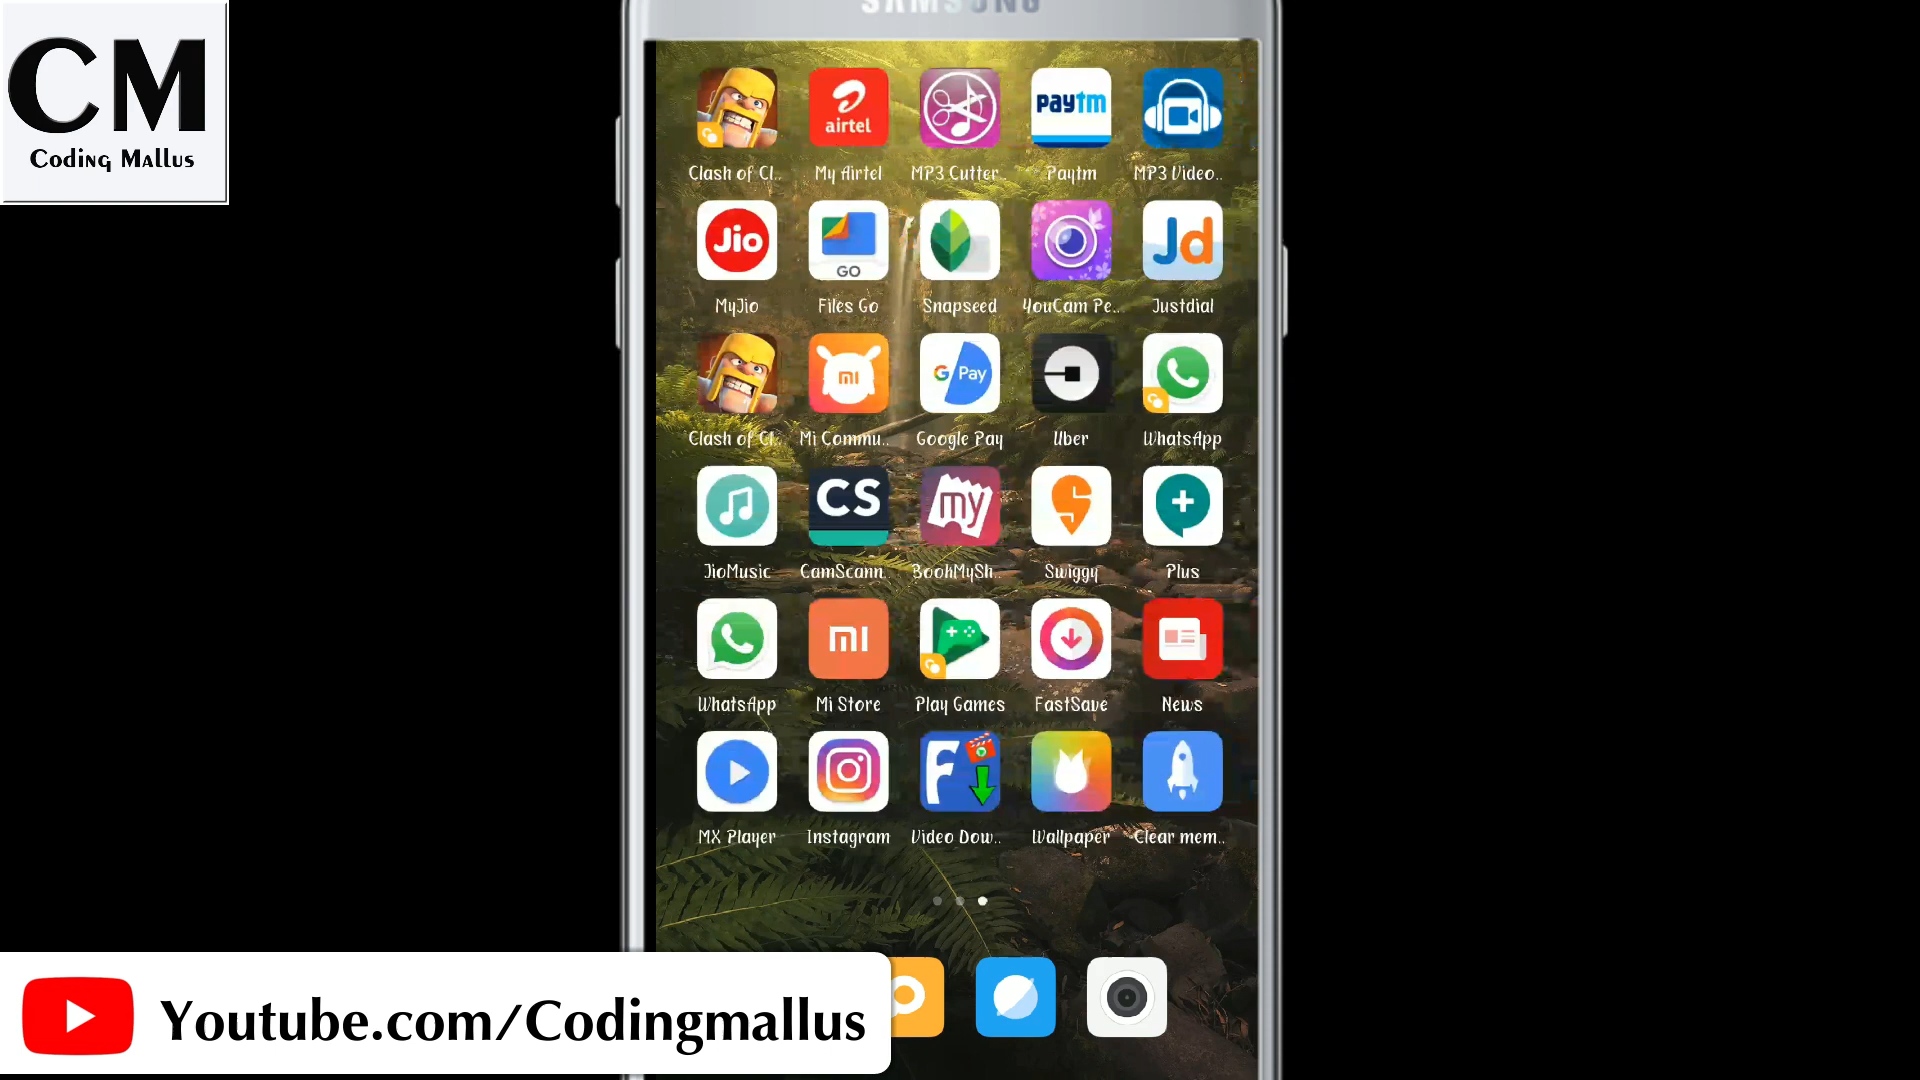 SAMSUNG
CM
Coding Mallus
airtel
Paytm
Clash of Cl..
My Airtel
MP3 Cutter..
Paytm
MP3 Video..
Jio
GO
Jd
MyJio
Files Go
Snapseed
YouCam Pe..
Justdial
mi
G Pay
Clash of Cl..
Mi Commu..
Google Pay
Uber
WhatsApp
CS
my
JioMusic
CamScann..
BookMySh..
Swiggy
Plus
mi
WhatsApp
Mi Store
Play Games
FastSave
News
F
MX Player
Instagram
Video Dow..
Wallpaper
Clear mem..
Youtube.com/Codingmallus